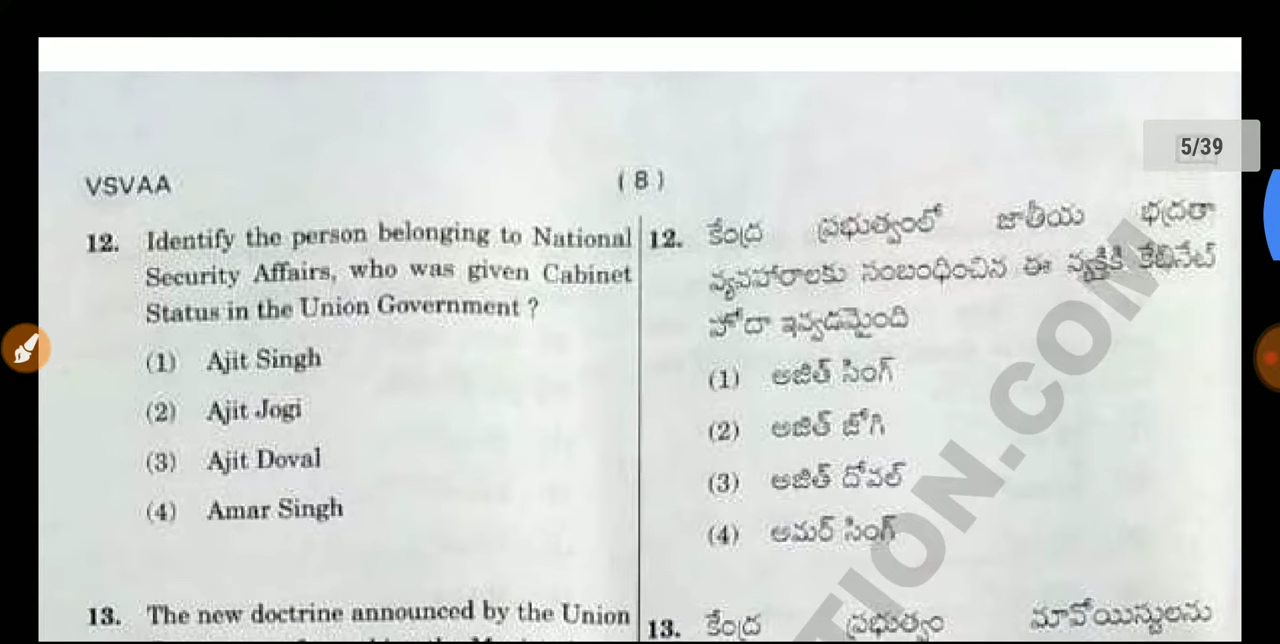 5/39
VSVAA
( 8 )
12. Identify the person belonging to National
Security Affairs, who was given Cabinet
Status in the Union Government ?
(1) Ajit Singh
(2) Ajit Jogi
(3) Ajit Doval
(4) Amar Singh
13. The new doctrine announced by the Union
12. కేంద్ర ప్రభుత్వంలో జాతీయ భద్రతా
వ్యవహారాలకు సంబంధించిన ఈ వ్యక్తికి కేబినేట్
హోదా ఇవ్వడమైంది
(1) అజిత్ సింగ్
(2) అజిత్ జోగి
(3) అజిత్ దోవల్
(4) అమర్ సింగ్
13. కేంద్ర ప్రభుత్వం మావోయిస్టులను
TION.COM